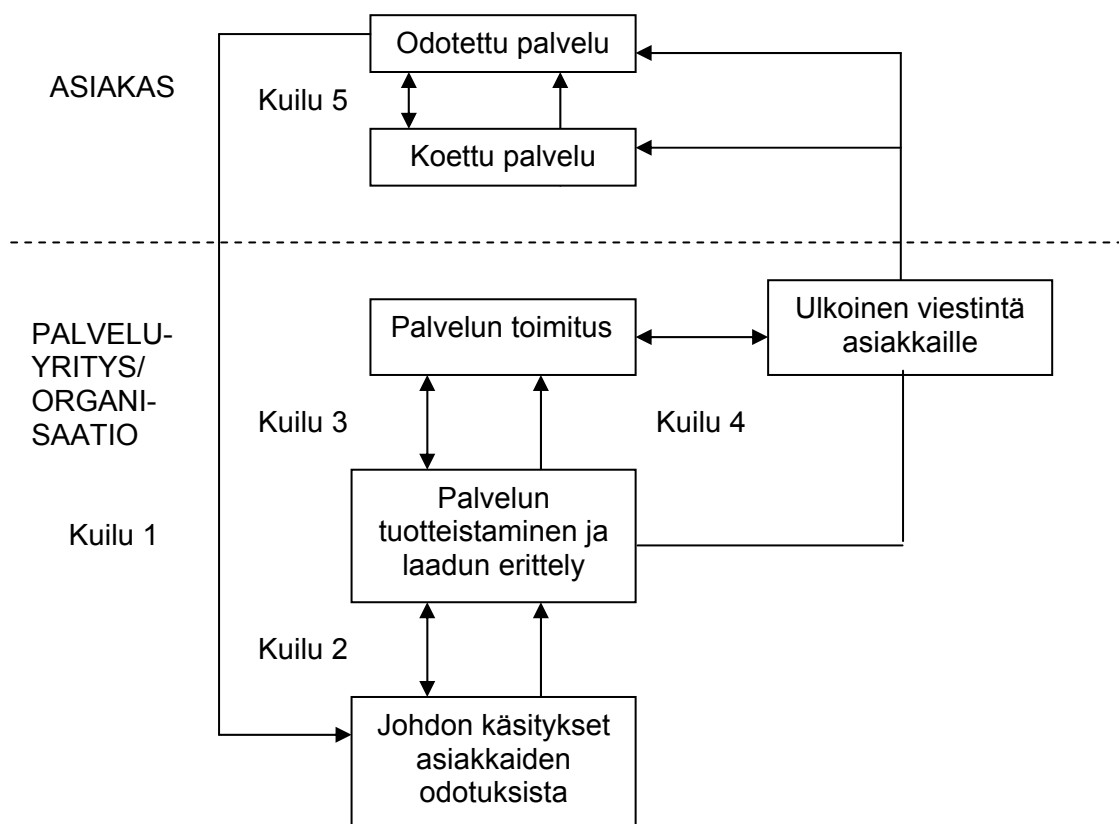 Odotettu palvelu
ASIAKAS
Kuilu 5
Koettu palvelu
Ulkoinen viestintä
asiakkaille
Palvelun toimitus
PALVELU-
YRITYS/
ORGANI-
SAATIO
Kuilu 3
Kuilu 4
Palvelun
tuotteistaminen ja
laadun erittely
Kuilu 1
Kuilu 2
Johdon käsitykset
asiakkaiden
odotuksista